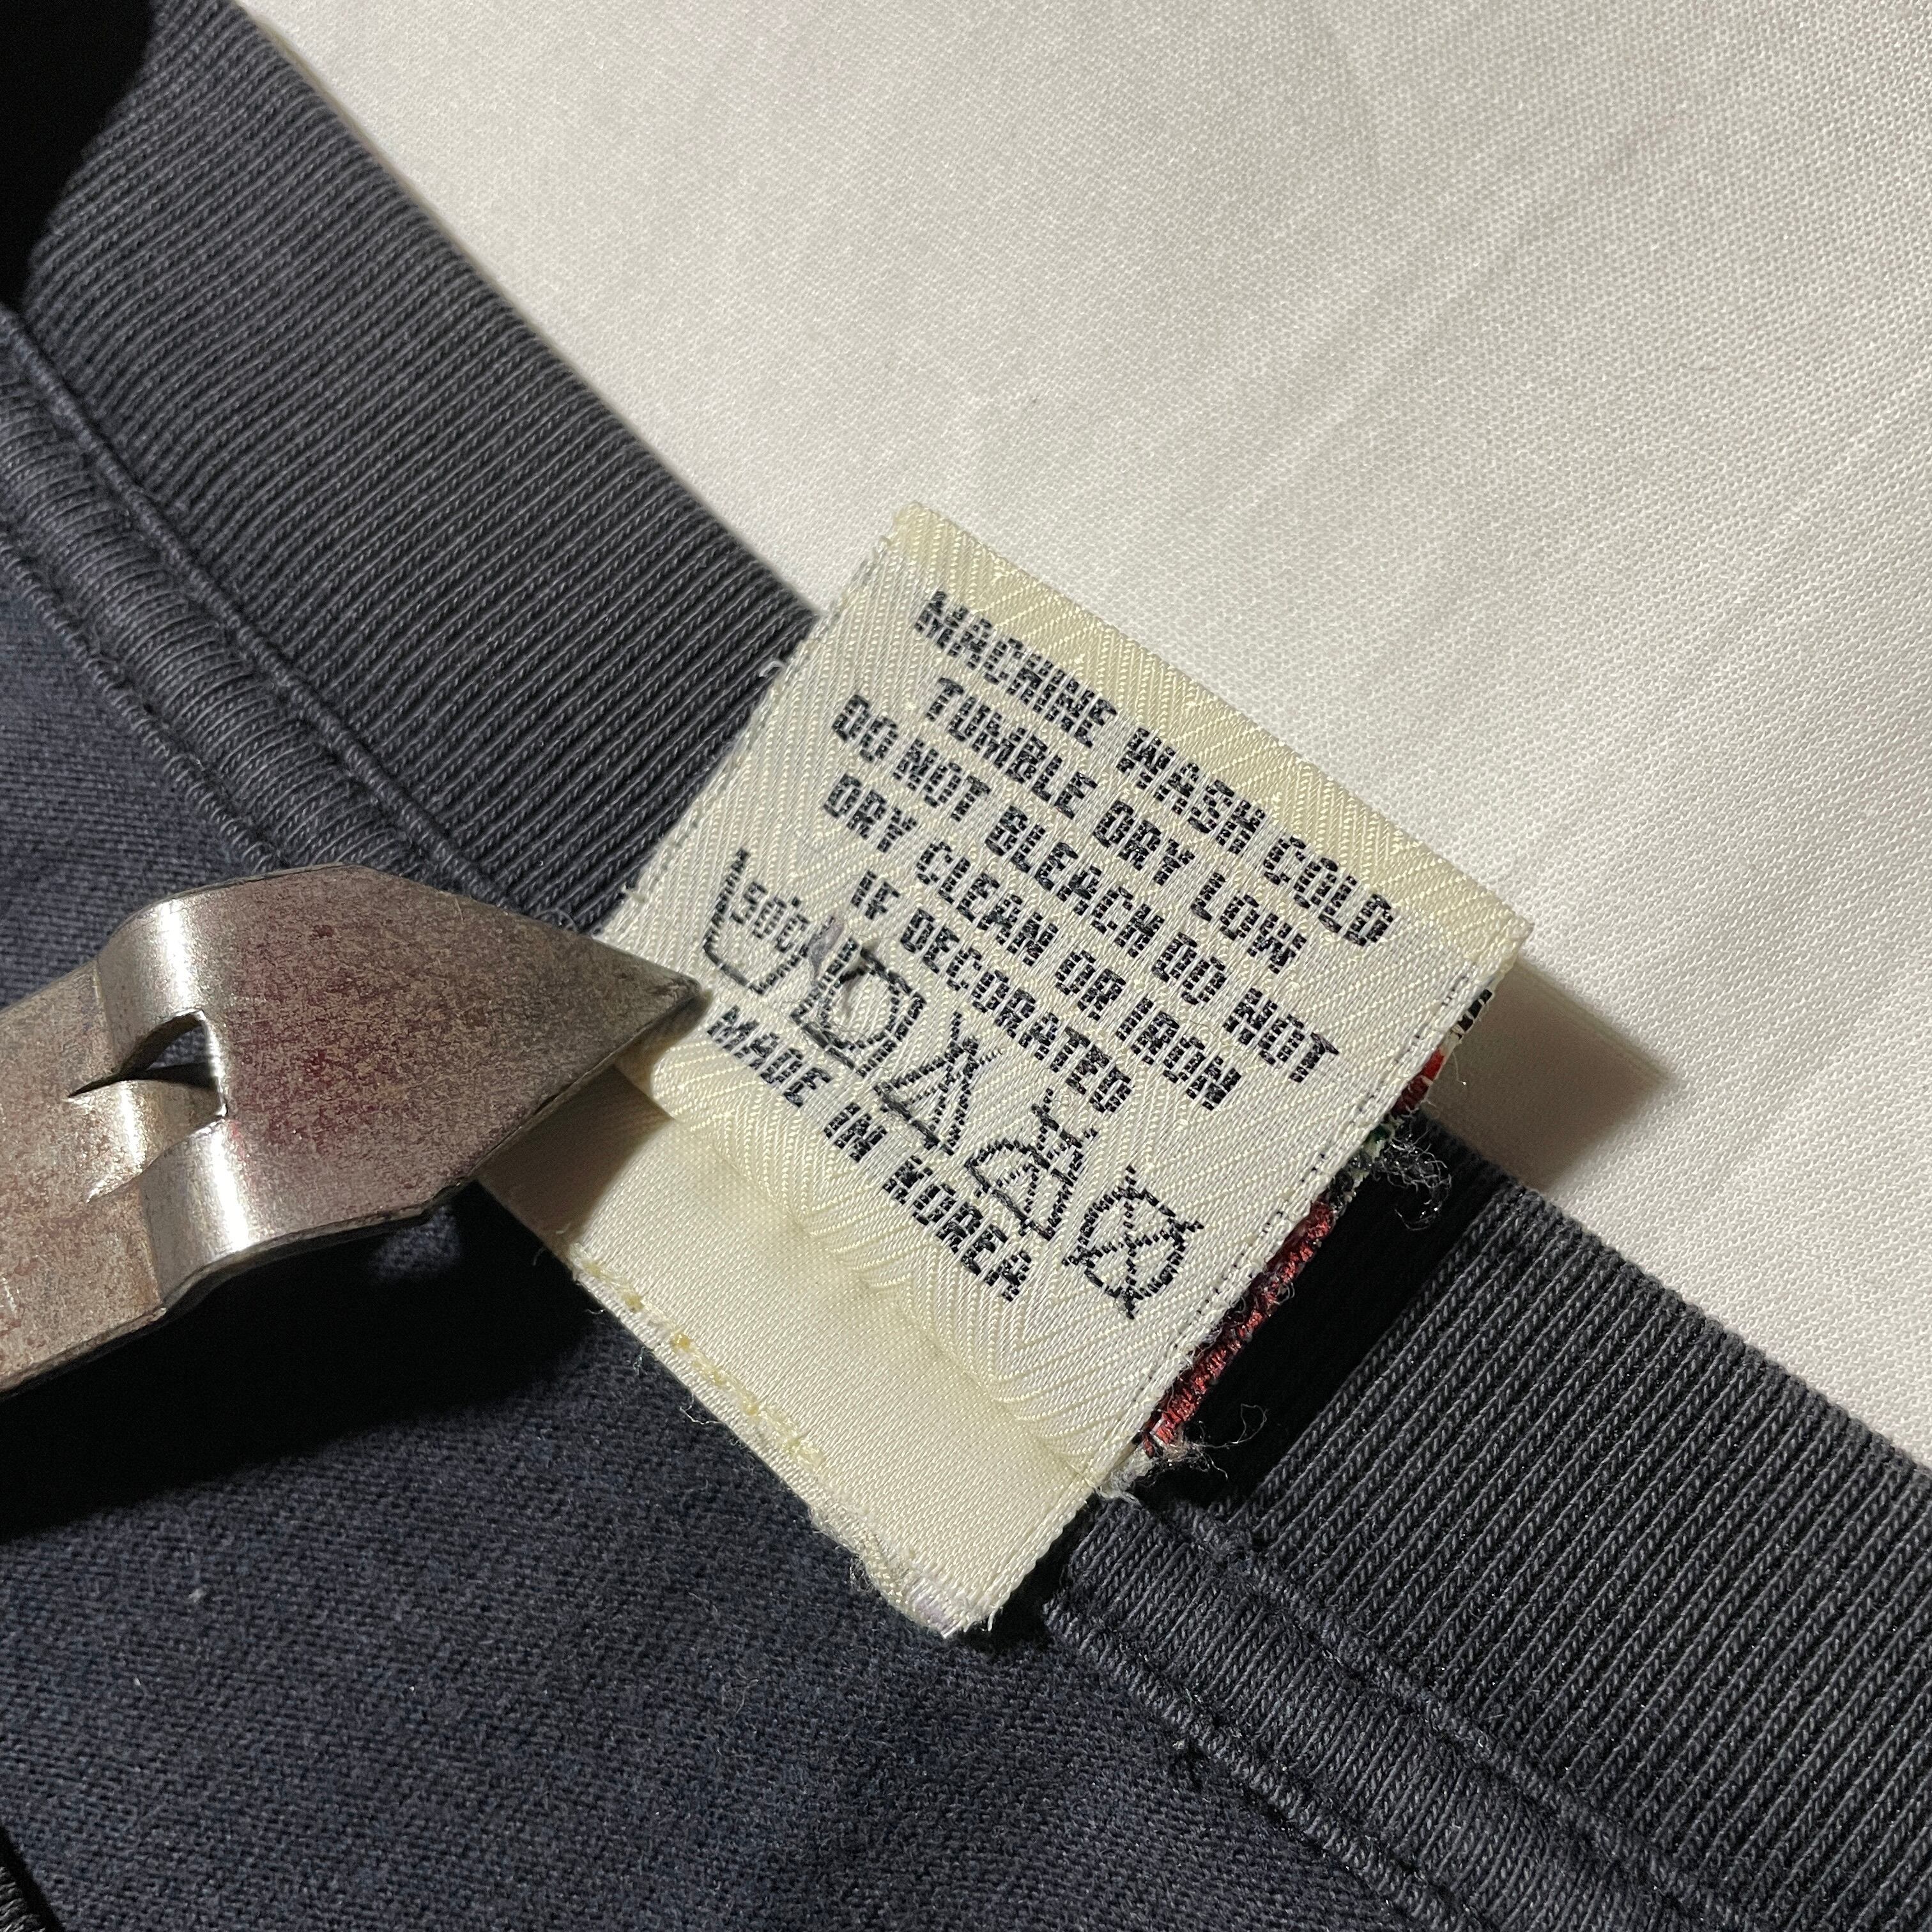 MACHINE WASH COLD
TUMBLE DRY LOW
DO NOT BLEACH DO NOT
DRY CLEAN OR IRON
IF DECORATED
50°C
MADE IN KOREA